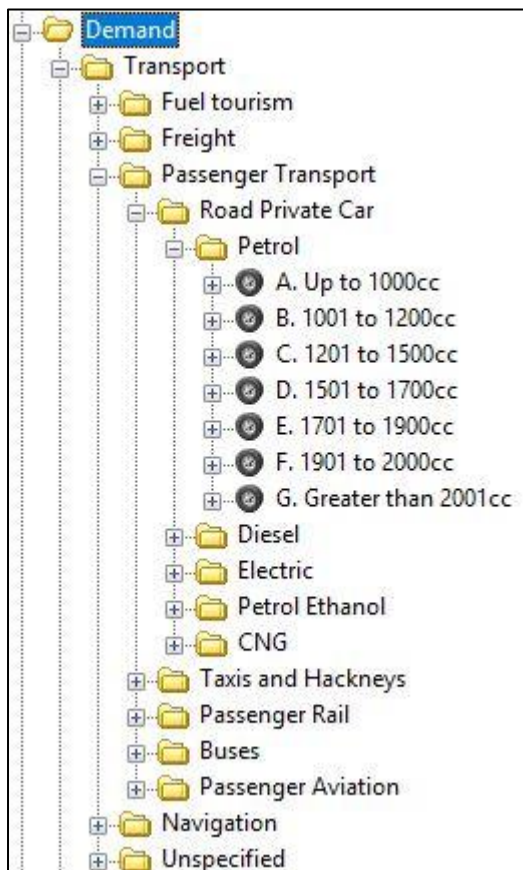 Demand
Transport
Fuel tourism
Freight
Passenger Transport
Road Private Car
Petrol
A. Up to 1000cc
B. 1001 to 1200cc
C. 1201 to 1500cc
D. 1501 to 1700cc
E. 1701 to 1900cc
F. 1901 to 2000cc
G. Greater than 2001cc
Diesel
Electric
Petrol Ethanol
CNG
Taxis and Hackneys
Passenger Rail
Buses
Passenger Aviation
Navigation
Unspecified